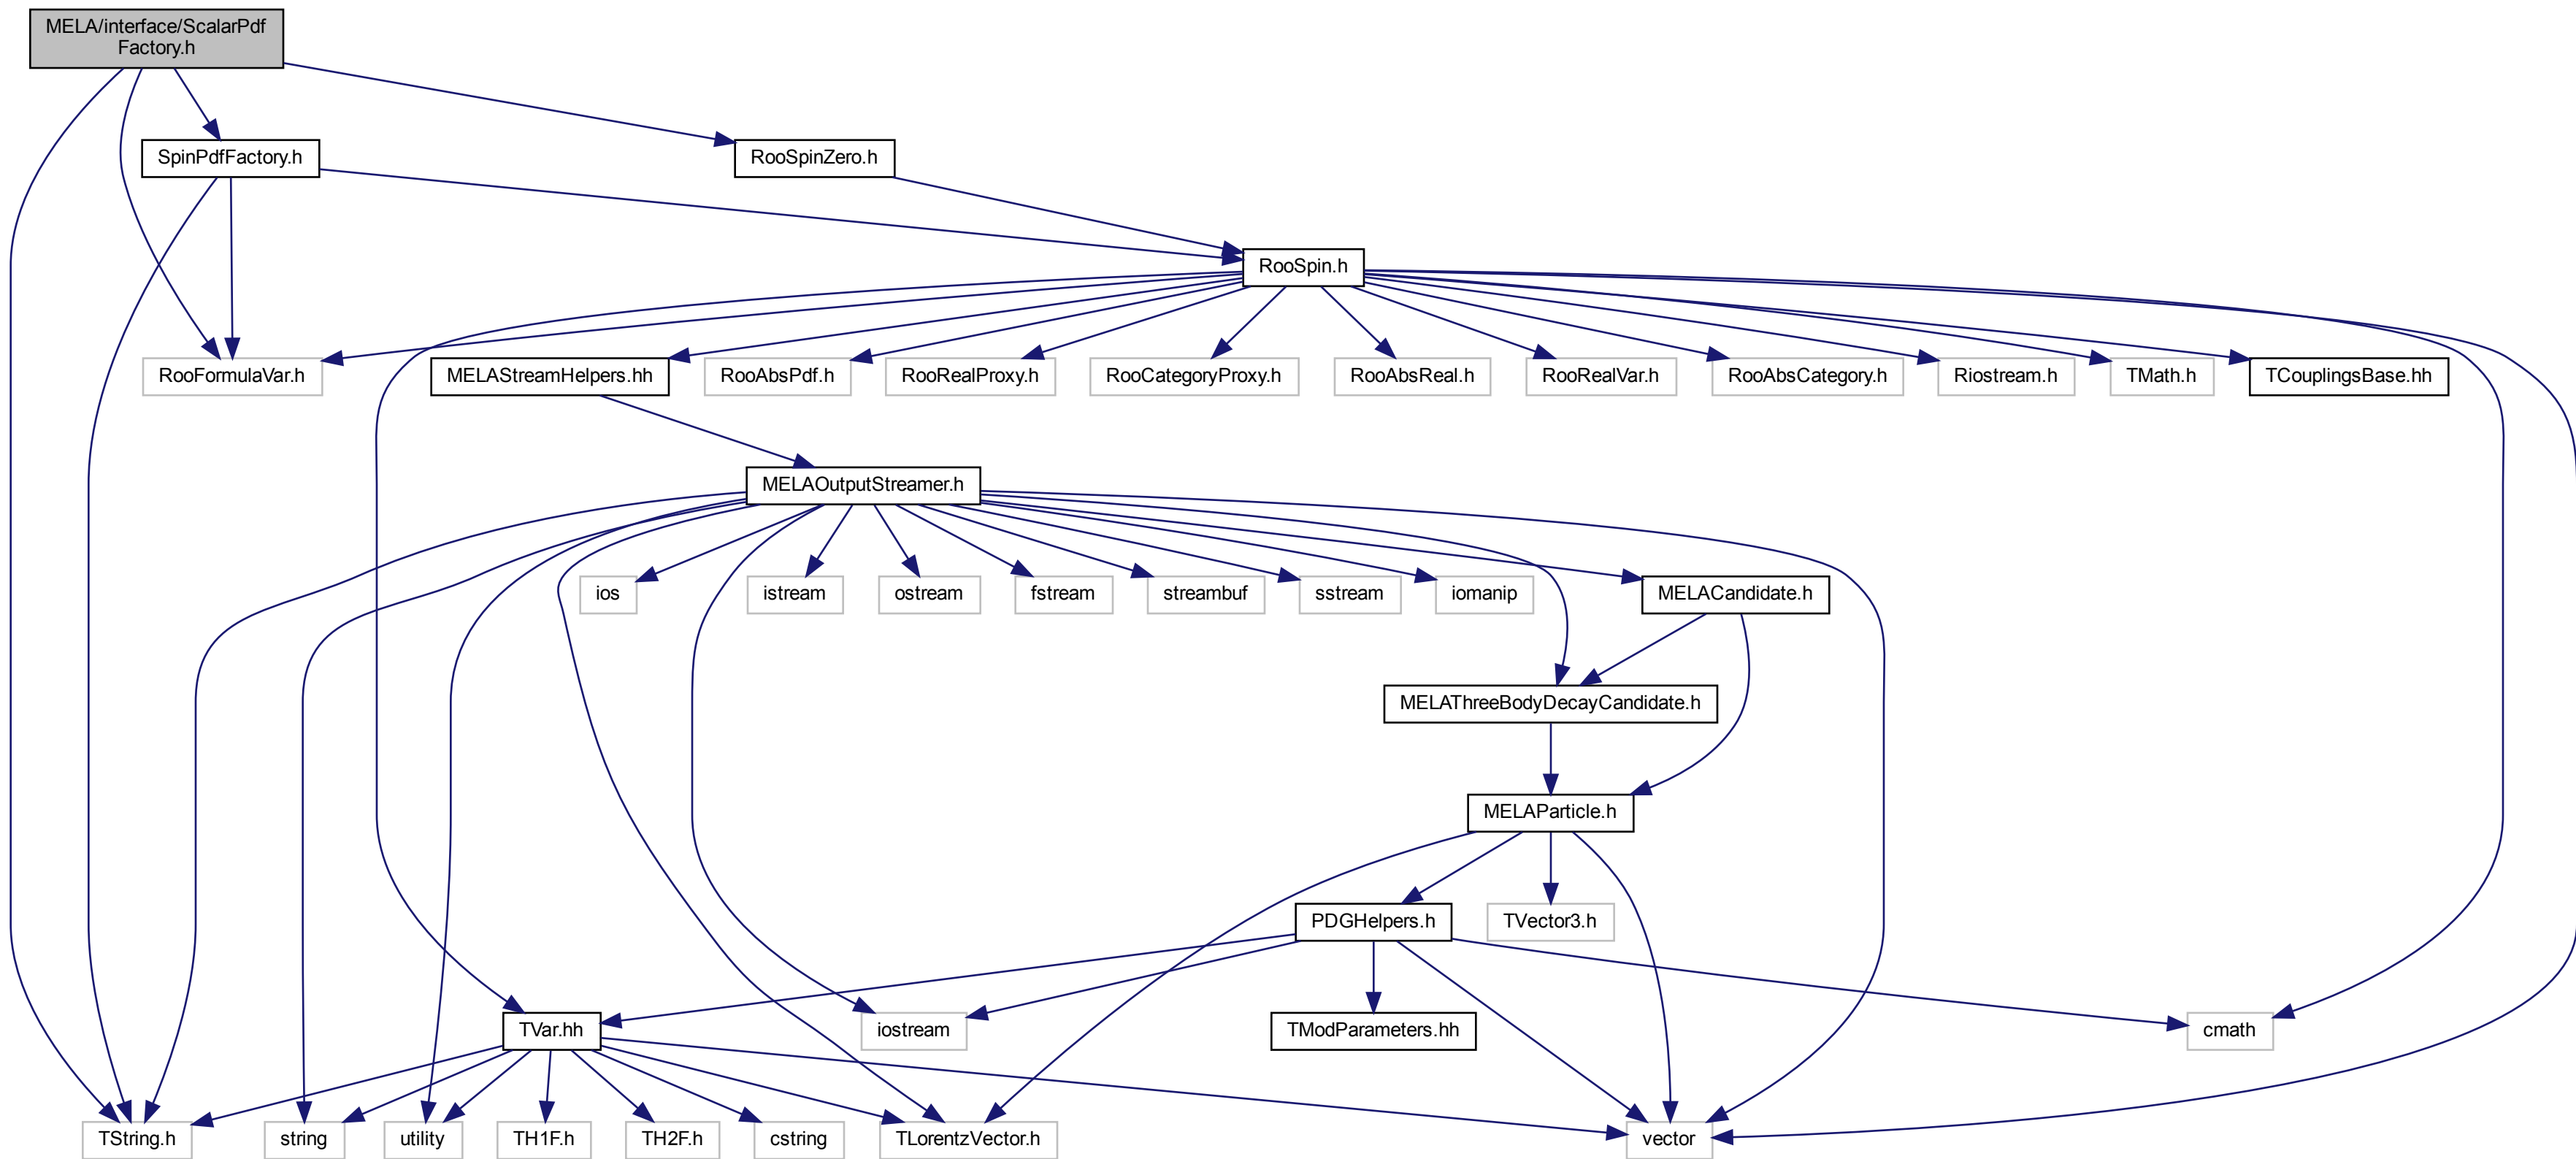 MELA/interface/ScalarPdf
Factory.h
SpinPdfFactory.h
RooSpinZero.h
RooSpin.h
RooFormulaVar.h
MELAStreamHelpers.hh
RooAbsPdf.h
RooRealProxy.h
RooCategoryProxy.h
RooAbsReal.h
RooRealVar.h
RooAbsCategory.h
Riostream.h
TMath.h
TCouplingsBase.hh
MELAOutputStreamer.h
ios
istream
ostream
fstream
streambuf
sstream
iomanip
MELACandidate.h
MELAThreeBodyDecayCandidate.h
MELAParticle.h
PDGHelpers.h
TVector3.h
TVar.hh
iostream
TModParameters.hh
cmath
TString.h
string
utility
TH1F.h
TH2F.h
cstring
TLorentzVector.h
vector